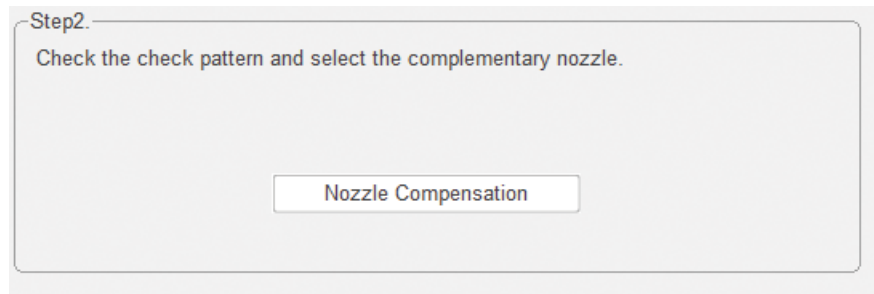 Step2.
Check the check pattern and select the complementary nozzle.
Nozzle Compensation